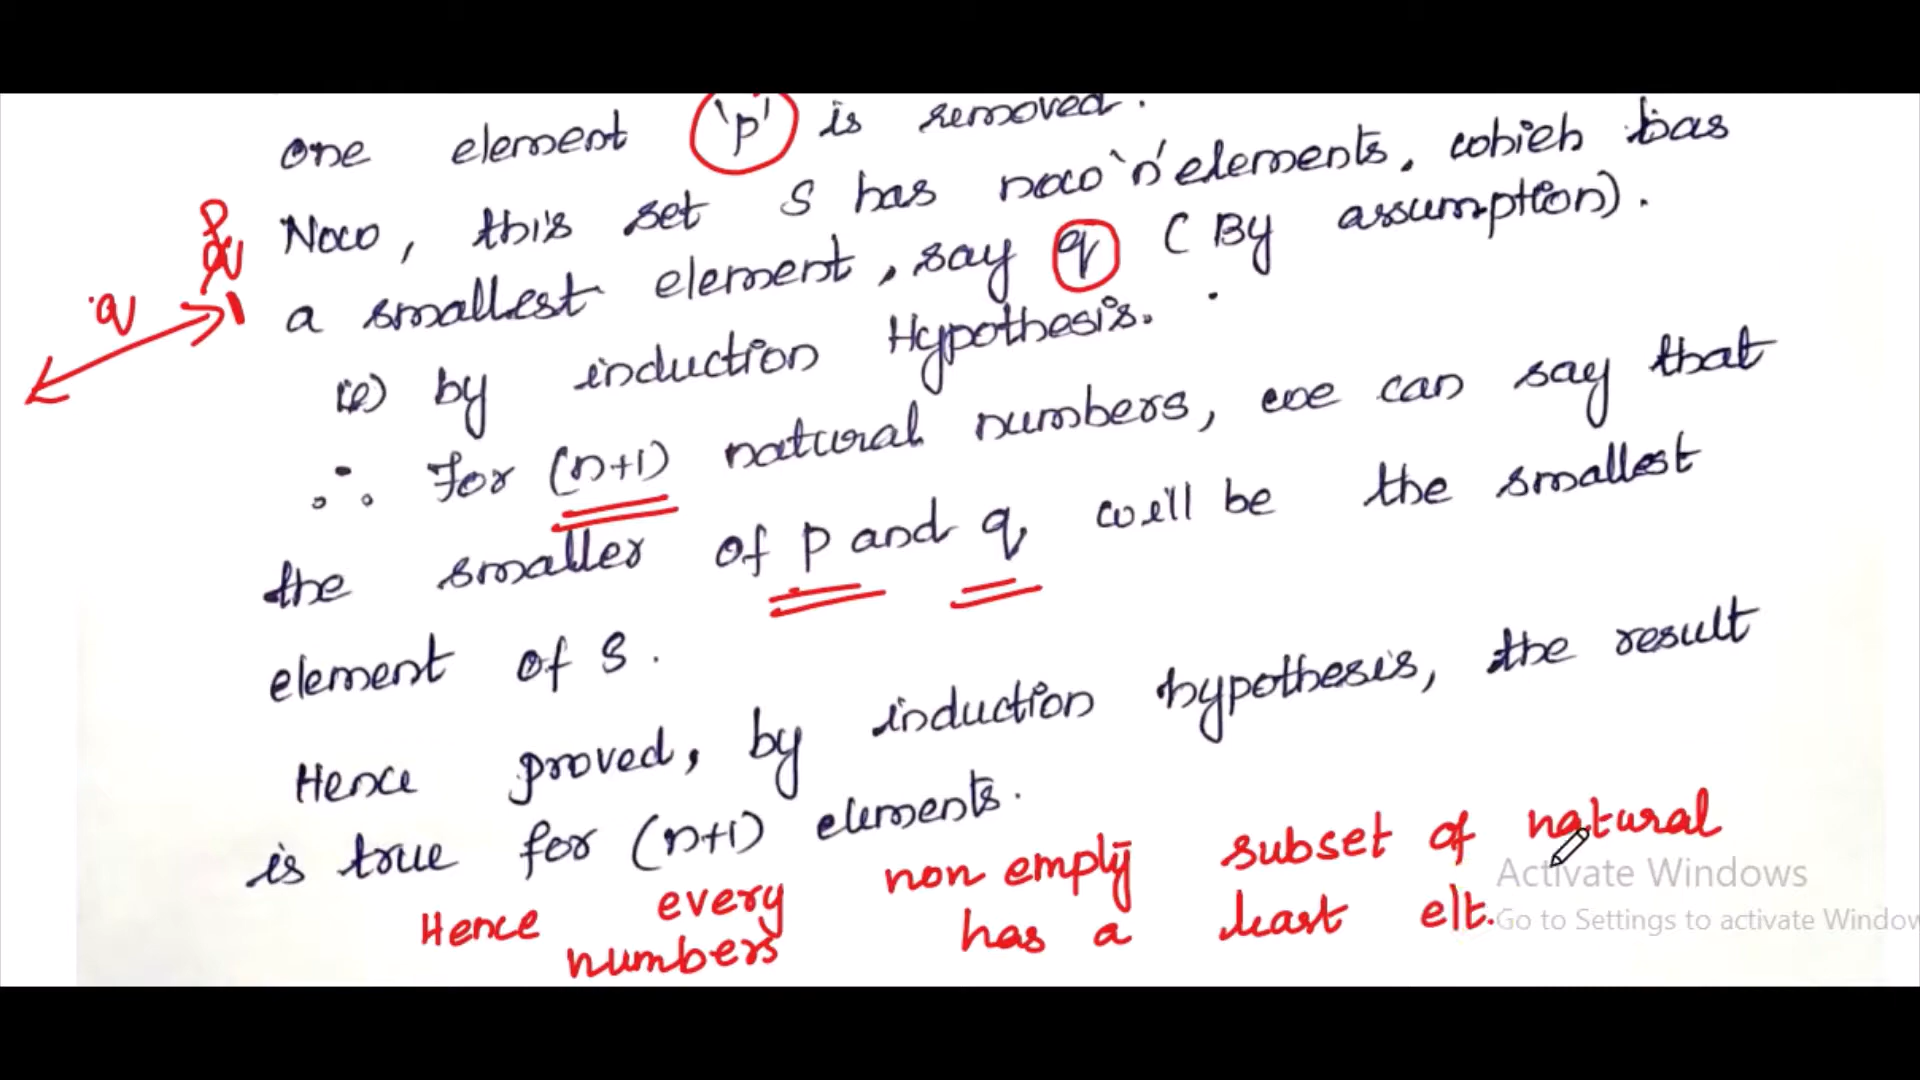 one element 'p' is removed.
Now, this set S has now 'n' elements, which has
a smallest element, say q (By assumption).
(ie) by induction Hypothesis.
∴ For (n+1) natural numbers, we can say that
the smaller of p and q will be the smallest
element of S.
Hence proved, by induction hypothesis, the result
is true for (n+1) elements.
Hence every non empty subset of natural
numbers has a least elt.
q
Activate Windows
Go to Settings to activate Window